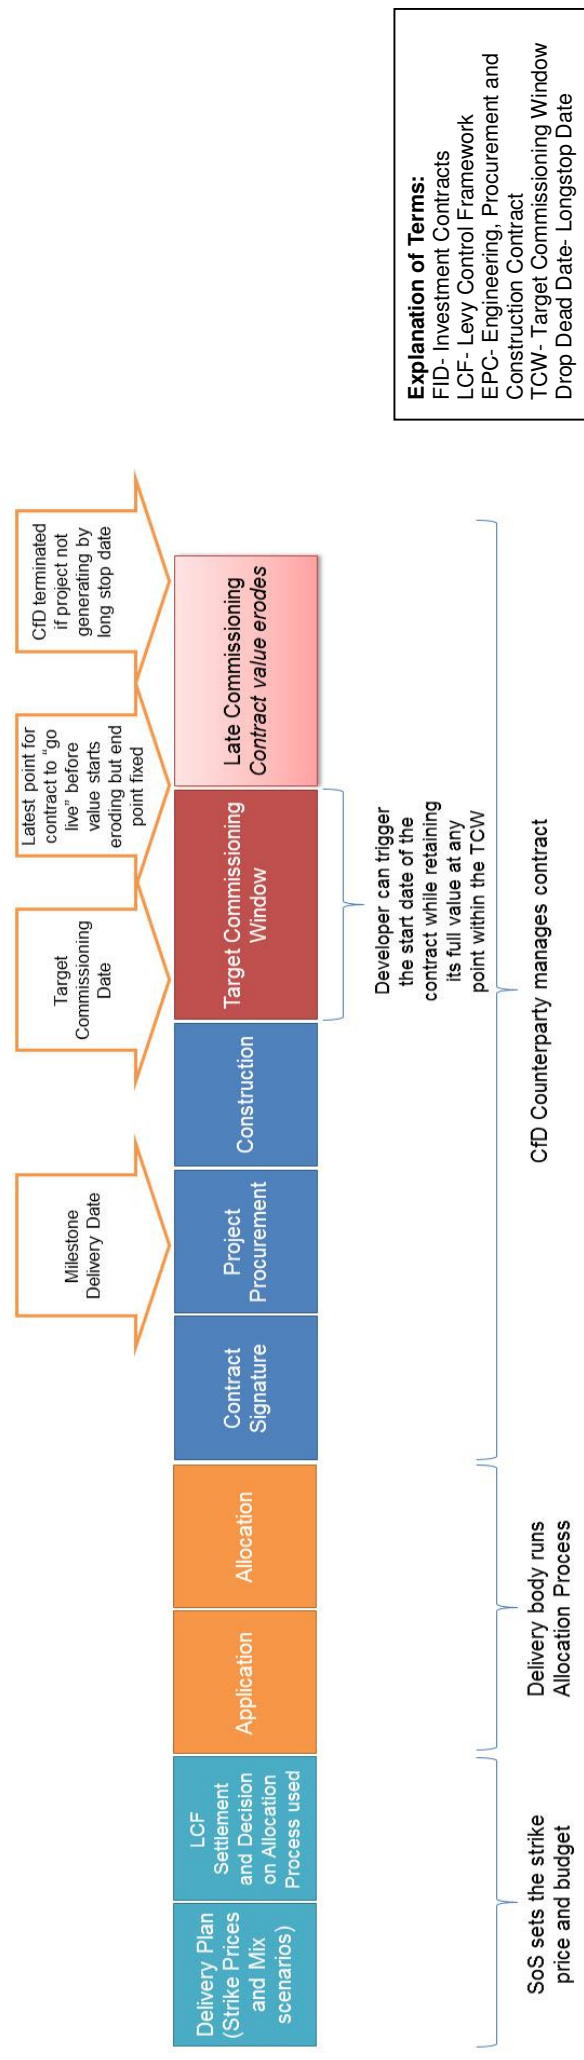 Milestone
Delivery Date
Target
Commissioning
Date
Latest point for
contract to “go
live” before
value starts
eroding but end
point fixed
CfD terminated
if project not
generating by
long stop date
Delivery Plan
(Strike Prices
and Mix
scenarios)
LCF
Settlement
and Decision
on Allocation
Process used
Application
Allocation
Contract
Signature
Project
Procurement
Construction
Target Commissioning
Window
Late Commissioning
Contract value erodes
Developer can trigger
the start date of the
contract while retaining
its full value at any
point within the TCW
SoS sets the strike
price and budget
Delivery body runs
Allocation Process
CfD Counterparty manages contract
Explanation of Terms:
FID- Investment Contracts
LCF- Levy Control Framework
EPC- Engineering, Procurement and
Construction Contract
TCW- Target Commissioning Window
Drop Dead Date- Longstop Date